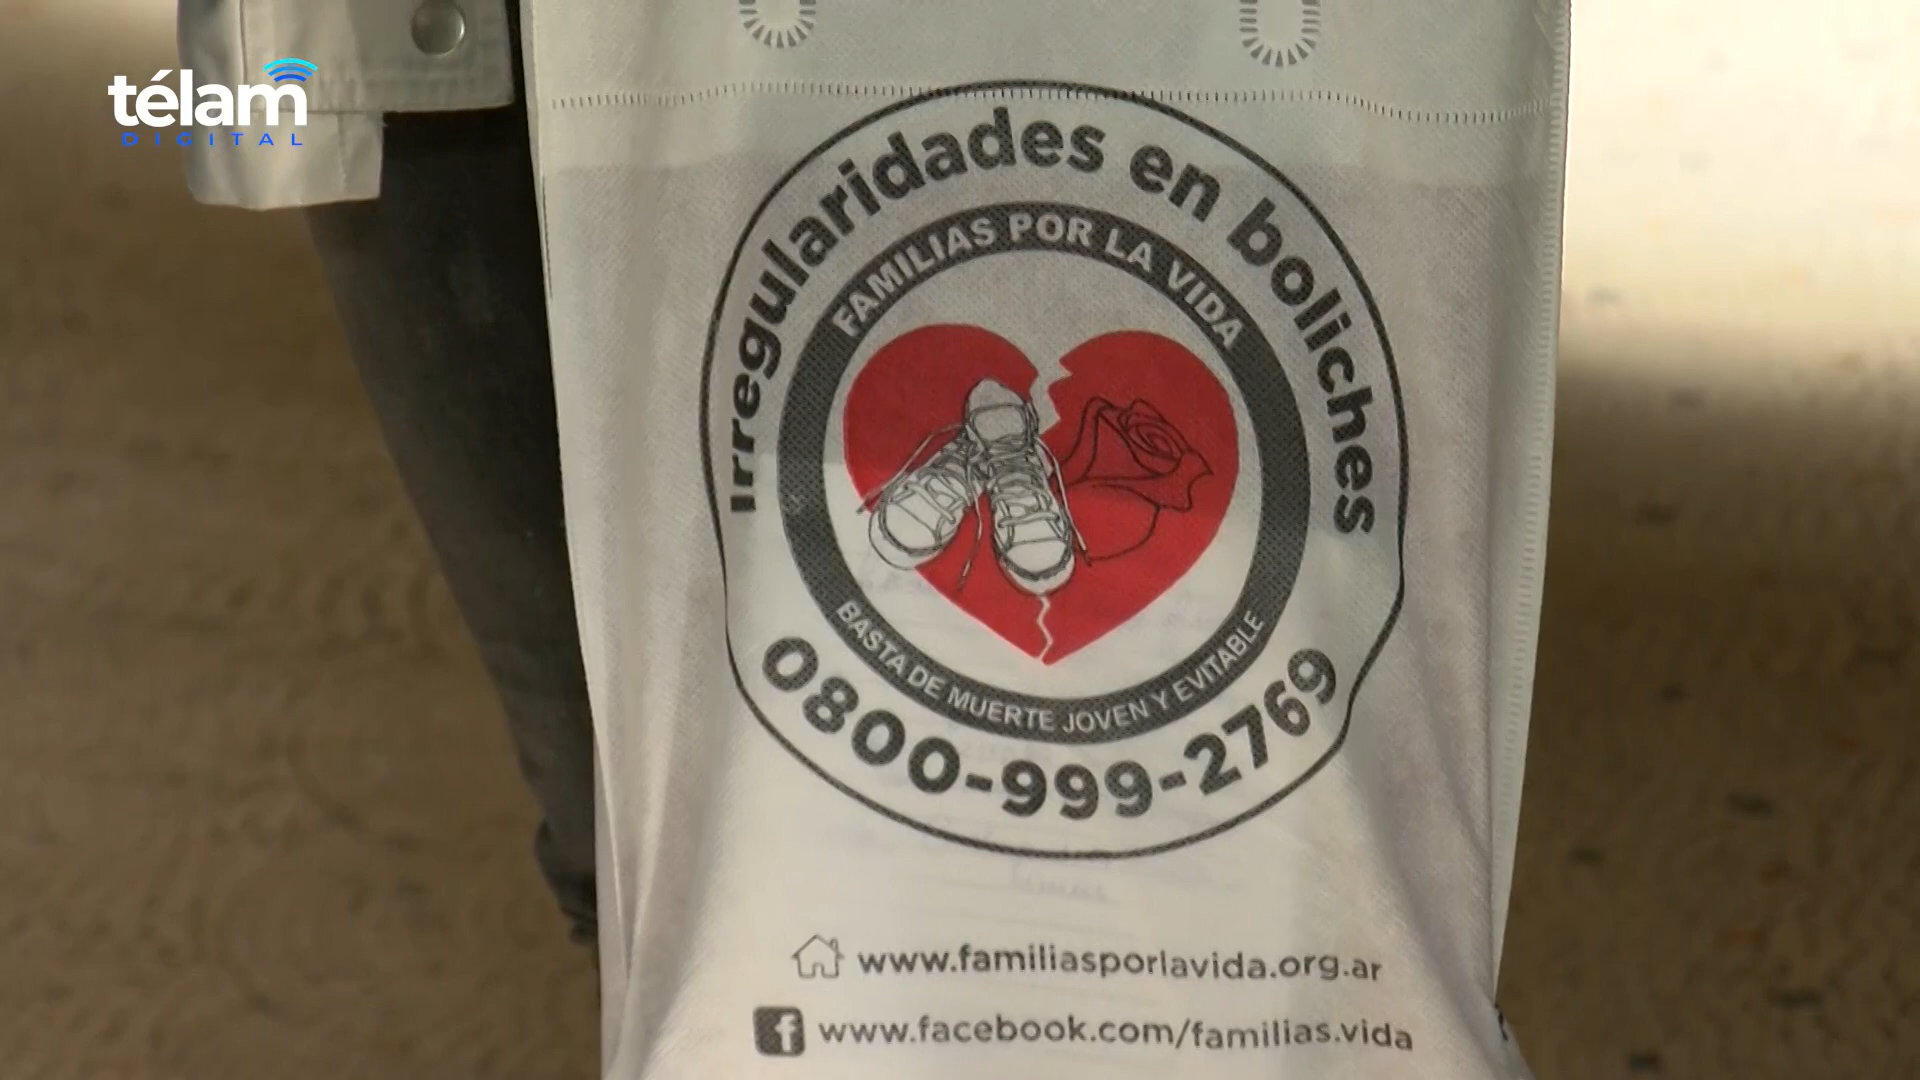 télam
DIGITAL
Irregularidades en boliches
FAMILIAS POR LA VIDA
BASTA DE MUERTE JOVEN Y EVITABLE
0800-999-2769
www.familiasporlavida.org.ar
f www.facebook.com/familias.vida